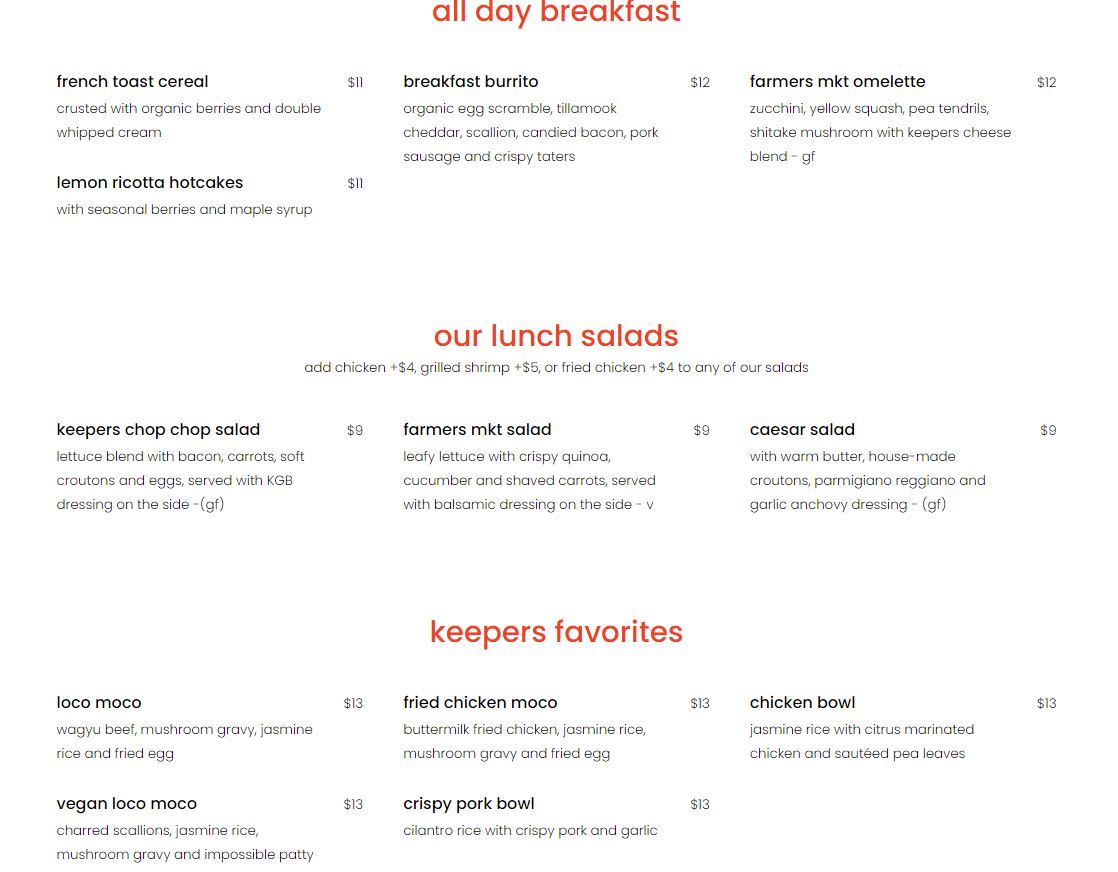 all day breakfast
french toast cereal $11
crusted with organic berries and double
whipped cream
lemon ricotta hotcakes $11
with seasonal berries and maple syrup
breakfast burrito $12
organic egg scramble, tillamook
cheddar, scallion, candied bacon, pork
sausage and crispy taters
farmers mkt omelette $12
zucchini, yellow squash, pea tendrils,
shitake mushroom with keepers cheese
blend - gf
our lunch salads
add chicken +$4, grilled shrimp +$5, or fried chicken +$4 to any of our salads
keepers chop chop salad $9
lettuce blend with bacon, carrots, soft
croutons and eggs, served with KGB
dressing on the side -(gf)
farmers mkt salad $9
leafy lettuce with crispy quinoa,
cucumber and shaved carrots, served
with balsamic dressing on the side - v
caesar salad $9
with warm butter, house-made
croutons, parmigiano reggiano and
garlic anchovy dressing - (gf)
keepers favorites
loco moco $13
wagyu beef, mushroom gravy, jasmine
rice and fried egg
vegan loco moco $13
charred scallions, jasmine rice,
mushroom gravy and impossible patty
fried chicken moco $13
buttermilk fried chicken, jasmine rice,
mushroom gravy and fried egg
crispy pork bowl $13
cilantro rice with crispy pork and garlic
chicken bowl $13
jasmine rice with citrus marinated
chicken and sautéed pea leaves